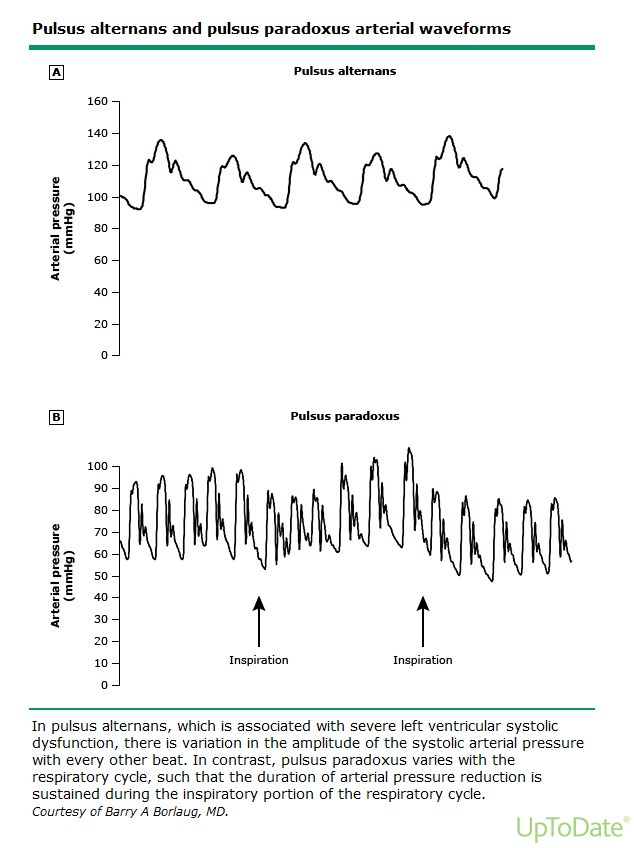 Pulsus alternans and pulsus paradoxus arterial waveforms
A
Pulsus alternans
160
140
120
100
80
60
40
20
0
Arterial pressure
(mmHg)
B
Pulsus paradoxus
100
90
80
70
60
50
40
30
20
10
0
Arterial pressure
(mmHg)
Inspiration
Inspiration
In pulsus alternans, which is associated with severe left ventricular systolic
dysfunction, there is variation in the amplitude of the systolic arterial pressure
with every other beat. In contrast, pulsus paradoxus varies with the
respiratory cycle, such that the duration of arterial pressure reduction is
sustained during the inspiratory portion of the respiratory cycle.
Courtesy of Barry A Borlaug, MD.
UpToDate®